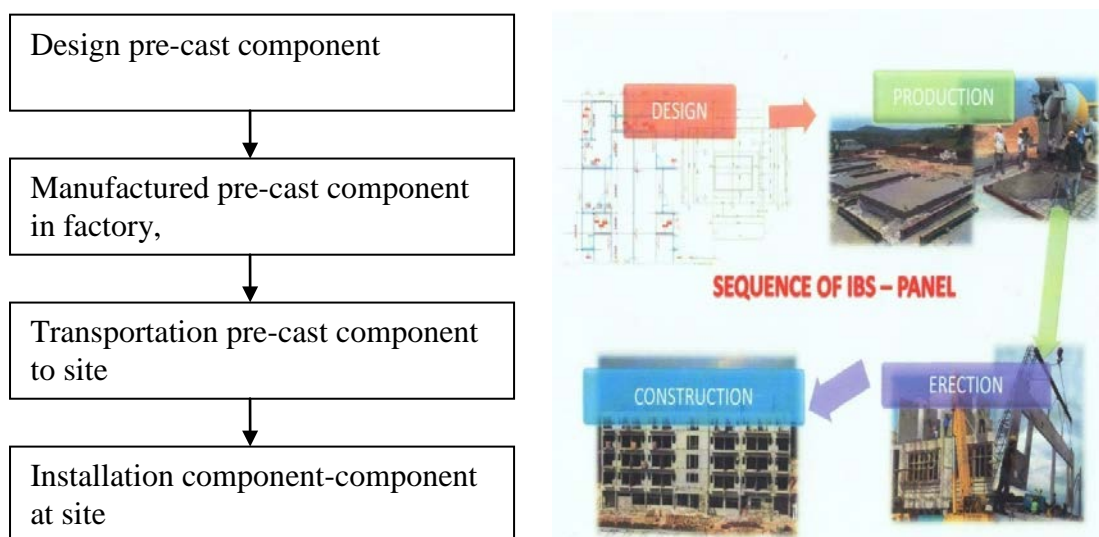 Design pre-cast component
Manufactured pre-cast component
in factory,
Transportation pre-cast component
to site
Installation component-component
at site
DESIGN
PRODUCTION
SEQUENCE OF IBS – PANEL
ERECTION
CONSTRUCTION